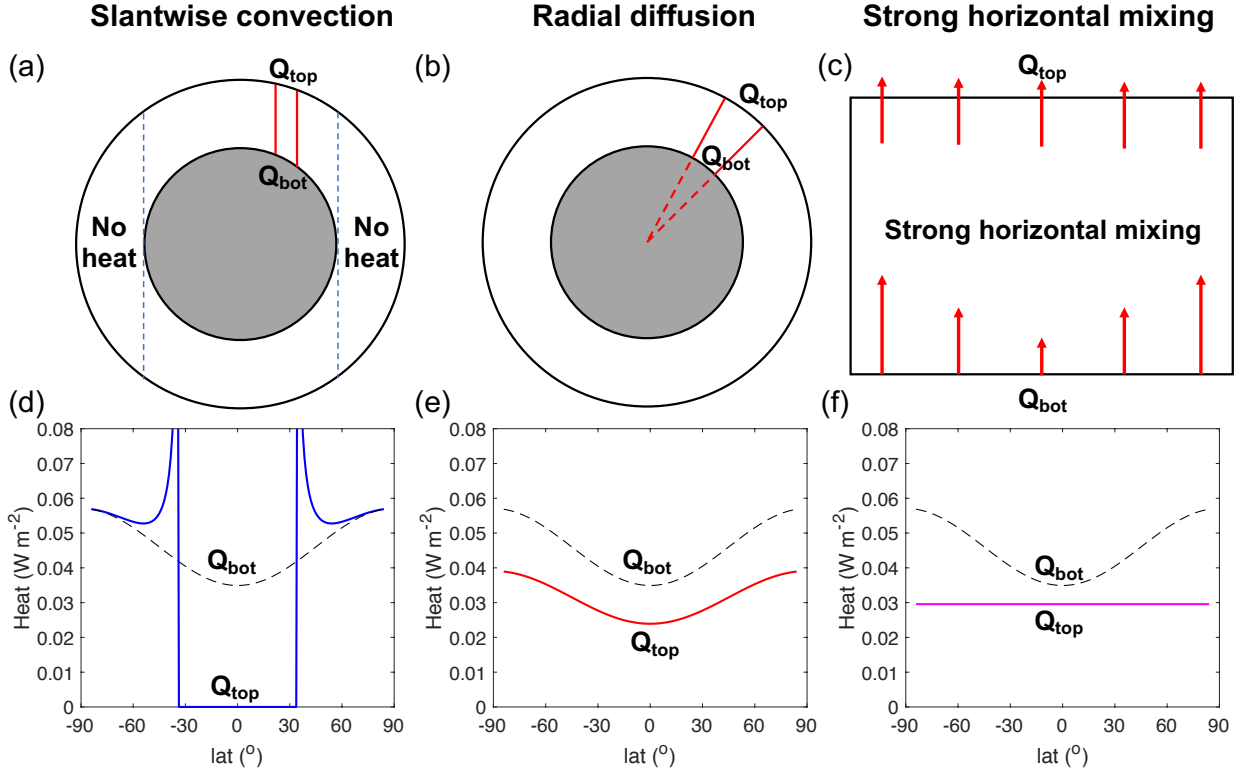 Slantwise convection
Radial diffusion
Strong horizontal mixing
(a)
Q_top
Q_bot
No heat
No heat
(b)
Q_top
Q_bot
(c)
Q_top
Strong horizontal mixing
Q_bot
(d)
0.08
0.07
0.06
0.05
0.04
0.03
0.02
0.01
0
Heat (W m^-2)
Q_bot
Q_top
-90 -60 -30 0 30 60 90
lat (^o)
(e)
0.08
0.07
0.06
0.05
0.04
0.03
0.02
0.01
0
Heat (W m^-2)
Q_bot
Q_top
-90 -60 -30 0 30 60 90
lat (^o)
(f)
0.08
0.07
0.06
0.05
0.04
0.03
0.02
0.01
0
Heat (W m^-2)
Q_bot
Q_top
-90 -60 -30 0 30 60 90
lat (^o)